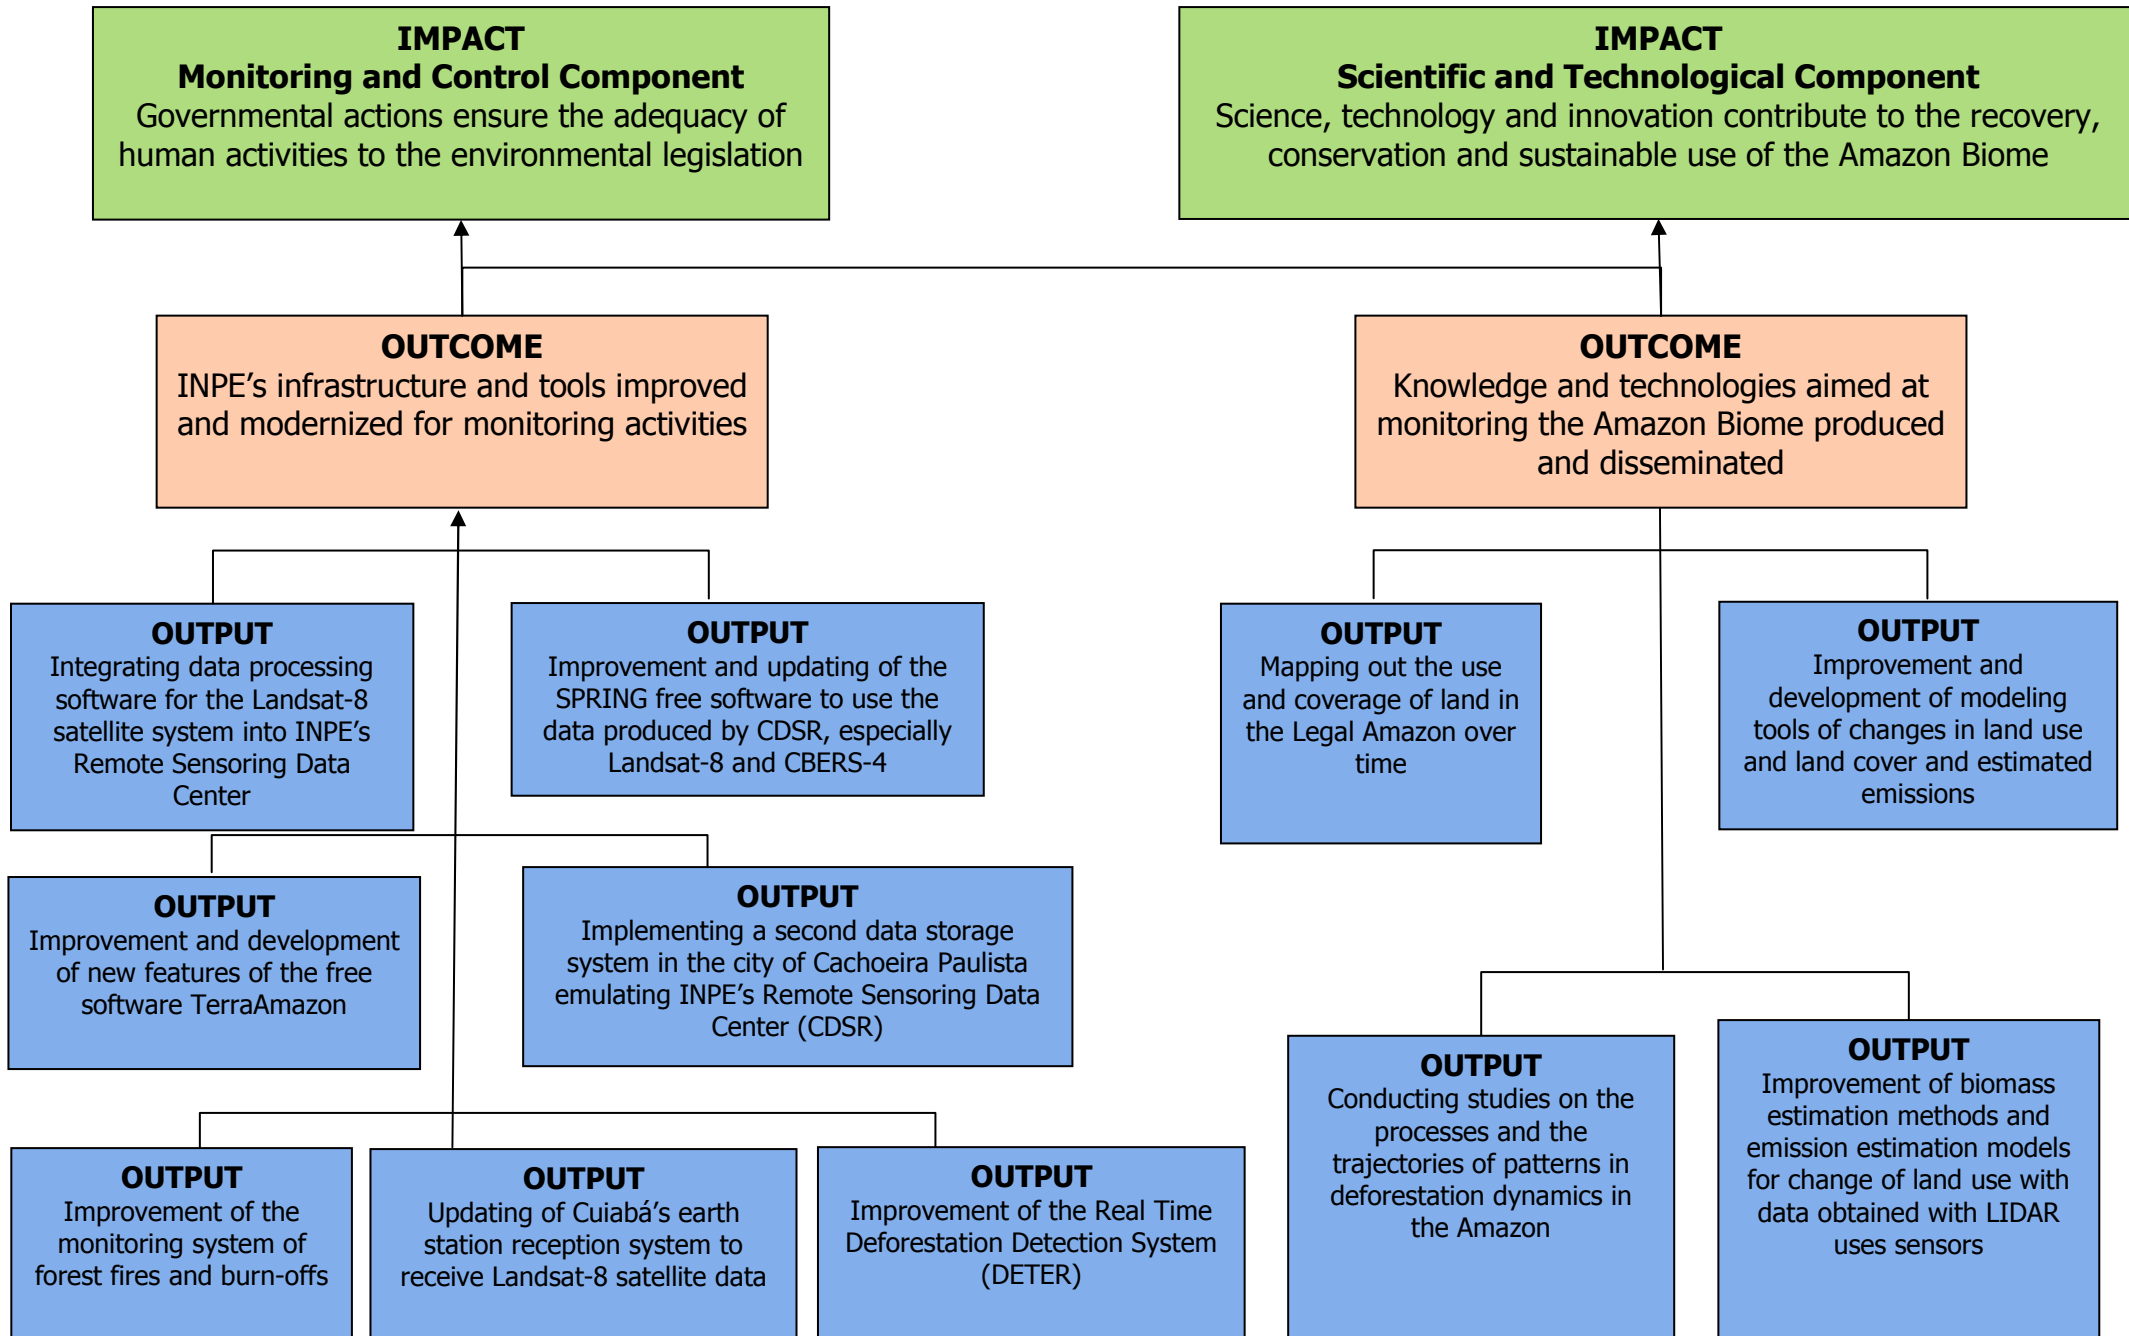 IMPACT
Monitoring and Control Component
Governmental actions ensure the adequacy of
human activities to the environmental legislation
IMPACT
Scientific and Technological Component
Science, technology and innovation contribute to the recovery,
conservation and sustainable use of the Amazon Biome
OUTCOME
INPE’s infrastructure and tools improved
and modernized for monitoring activities
OUTCOME
Knowledge and technologies aimed at
monitoring the Amazon Biome produced
and disseminated
OUTPUT
Integrating data processing
software for the Landsat-8
satellite system into INPE’s
Remote Sensoring Data
Center
OUTPUT
Improvement and updating of the
SPRING free software to use the
data produced by CDSR, especially
Landsat-8 and CBERS-4
OUTPUT
Mapping out the use
and coverage of land in
the Legal Amazon over
time
OUTPUT
Improvement and
development of modeling
tools of changes in land use
and land cover and estimated
emissions
OUTPUT
Improvement and development
of new features of the free
software TerraAmazon
OUTPUT
Implementing a second data storage
system in the city of Cachoeira Paulista
emulating INPE’s Remote Sensoring Data
Center (CDSR)
OUTPUT
Conducting studies on the
processes and the
trajectories of patterns in
deforestation dynamics in
the Amazon
OUTPUT
Improvement of biomass
estimation methods and
emission estimation models
for change of land use with
data obtained with LIDAR
uses sensors
OUTPUT
Improvement of the
monitoring system of
forest fires and burn-offs
OUTPUT
Updating of Cuiabá’s earth
station reception system to
receive Landsat-8 satellite data
OUTPUT
Improvement of the Real Time
Deforestation Detection System
(DETER)